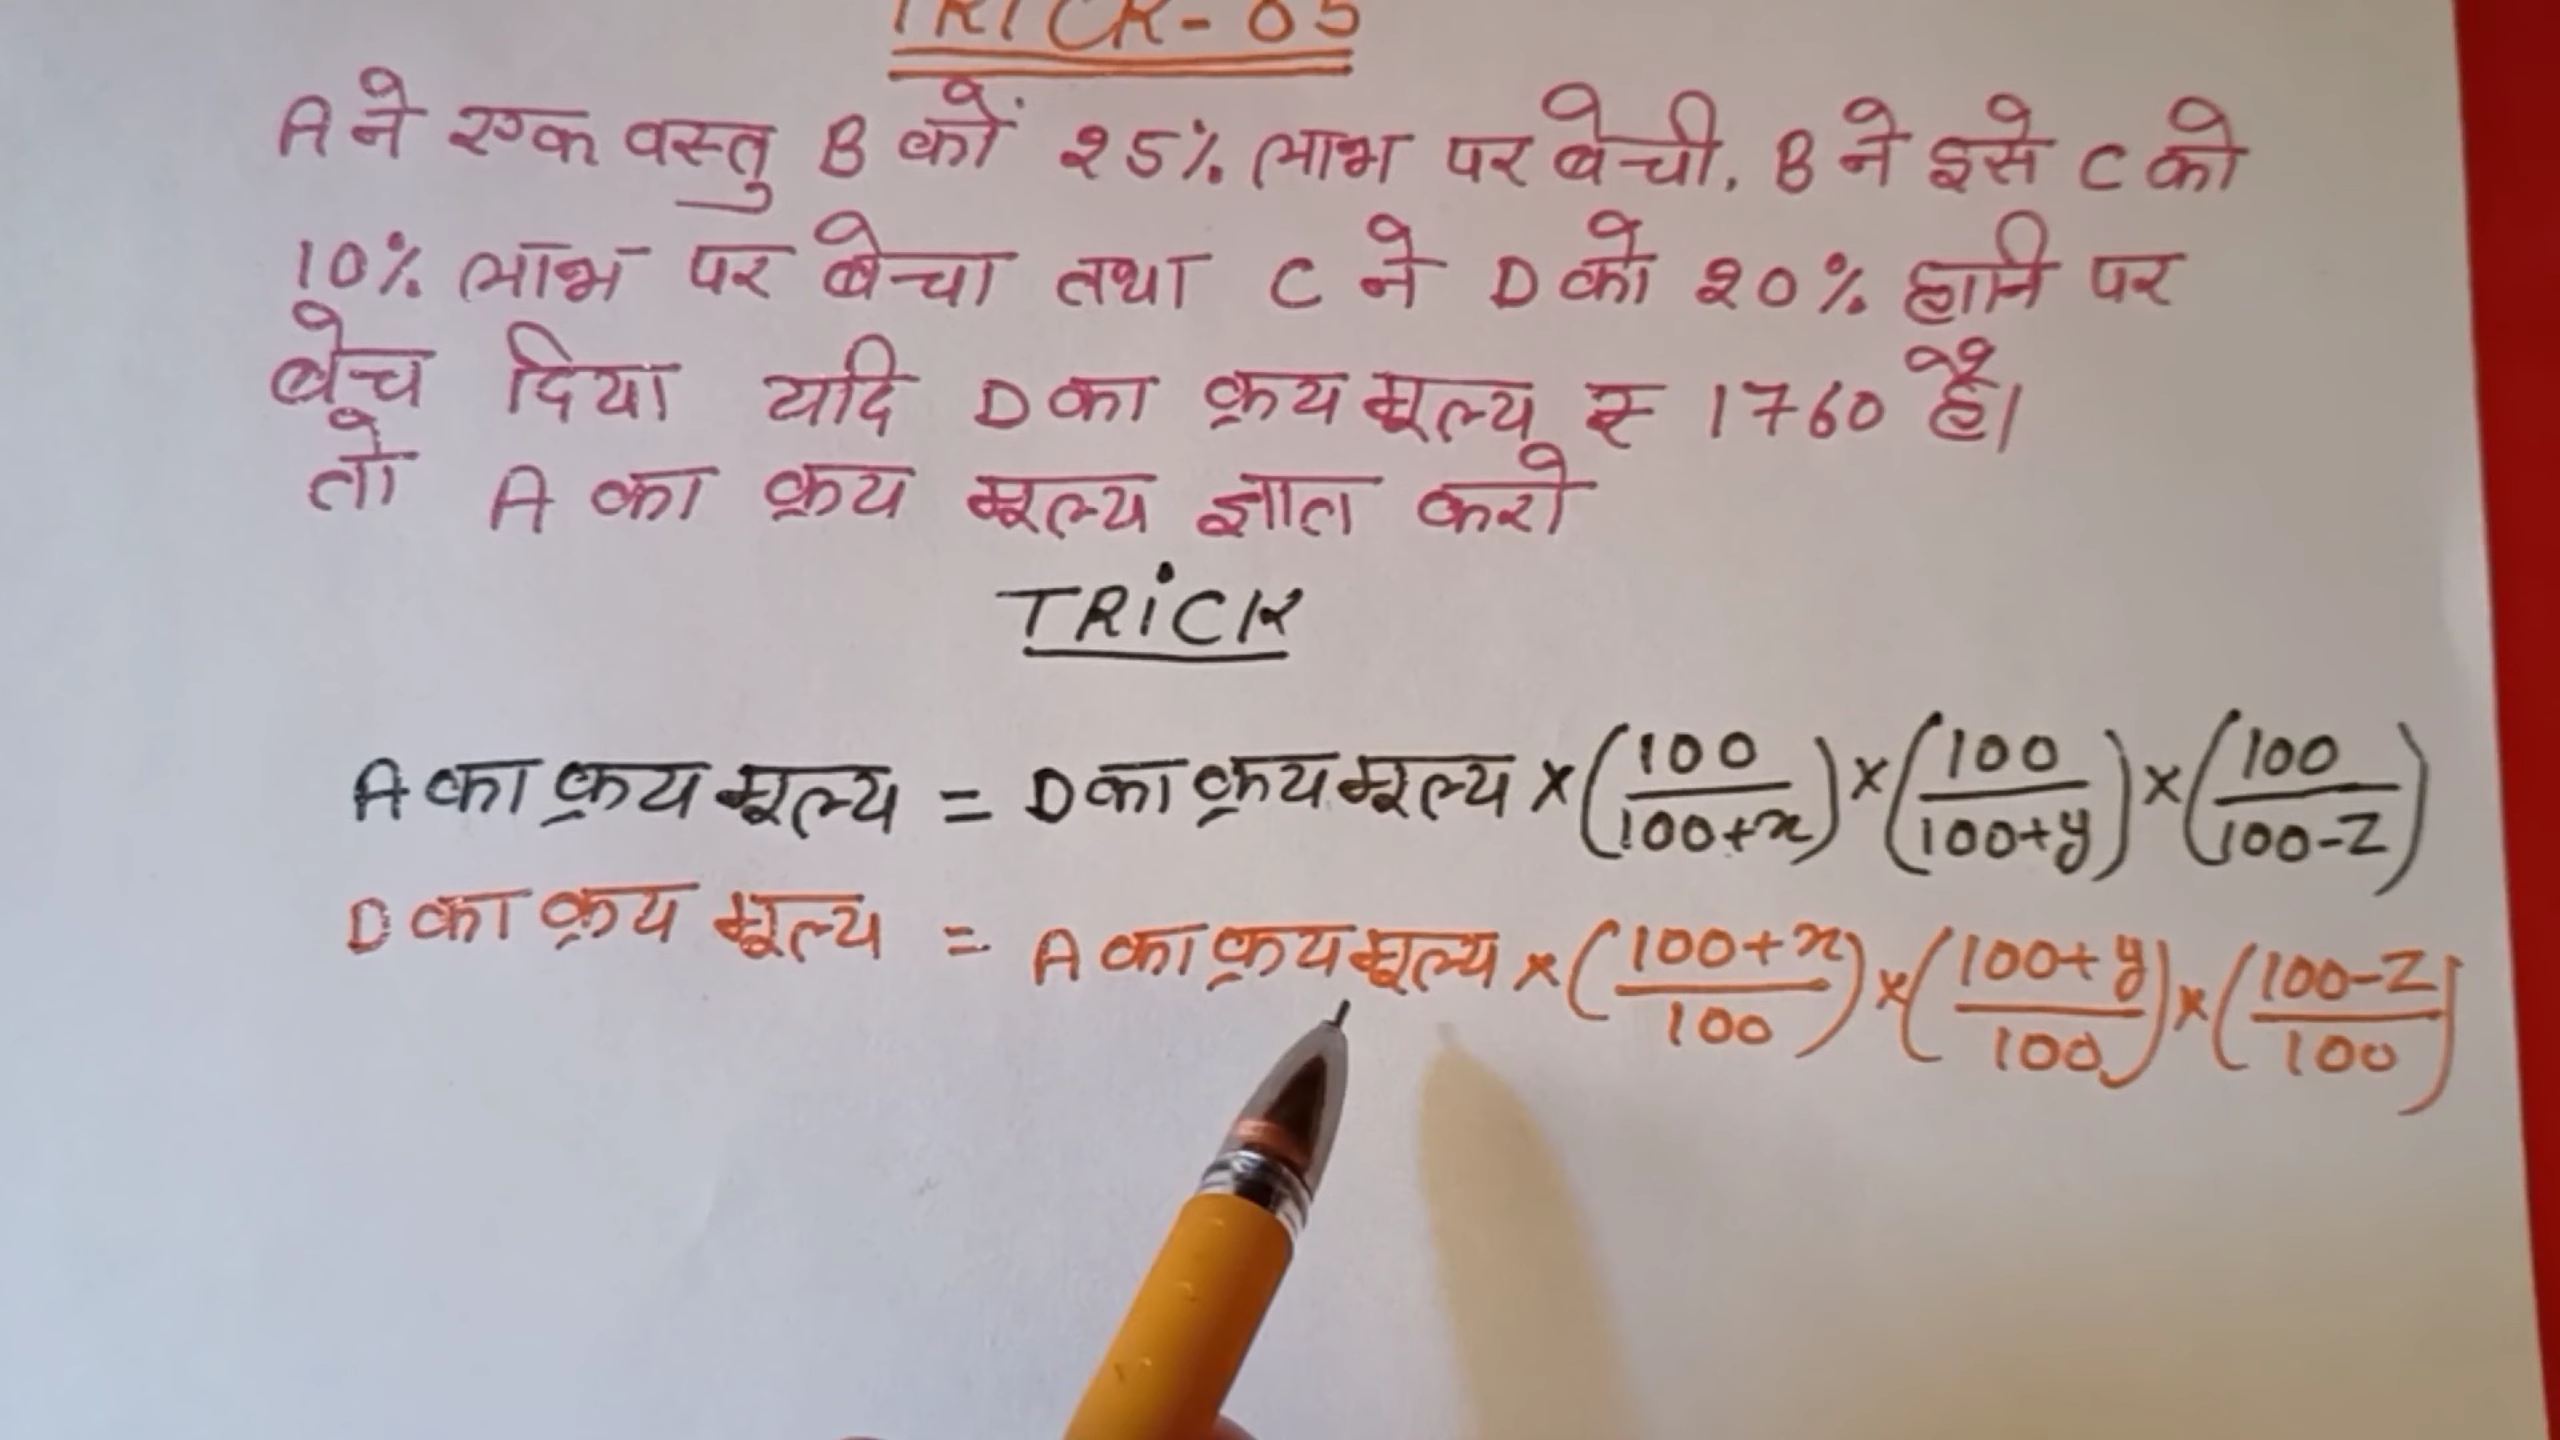 TRICK-05
A ने एक वस्तु B कों 25% लाभ पर बेची. B ने इसे C को
10% लाभ पर बेचा तथा C ने D को 20% हानि पर
बेच दिया यदि D का क्रय मूल्य रू 1760 है।
तो A का क्रय मूल्य ज्ञात करो
TRiCK
A का क्रय मूल्य = D का क्रय मूल्य × (100/100+x) × (100/100+y) × (100/100-Z)
D का क्रय मूल्य = A का क्रय मूल्य × (100+x/100) × (100+y/100) × (100-Z/100)